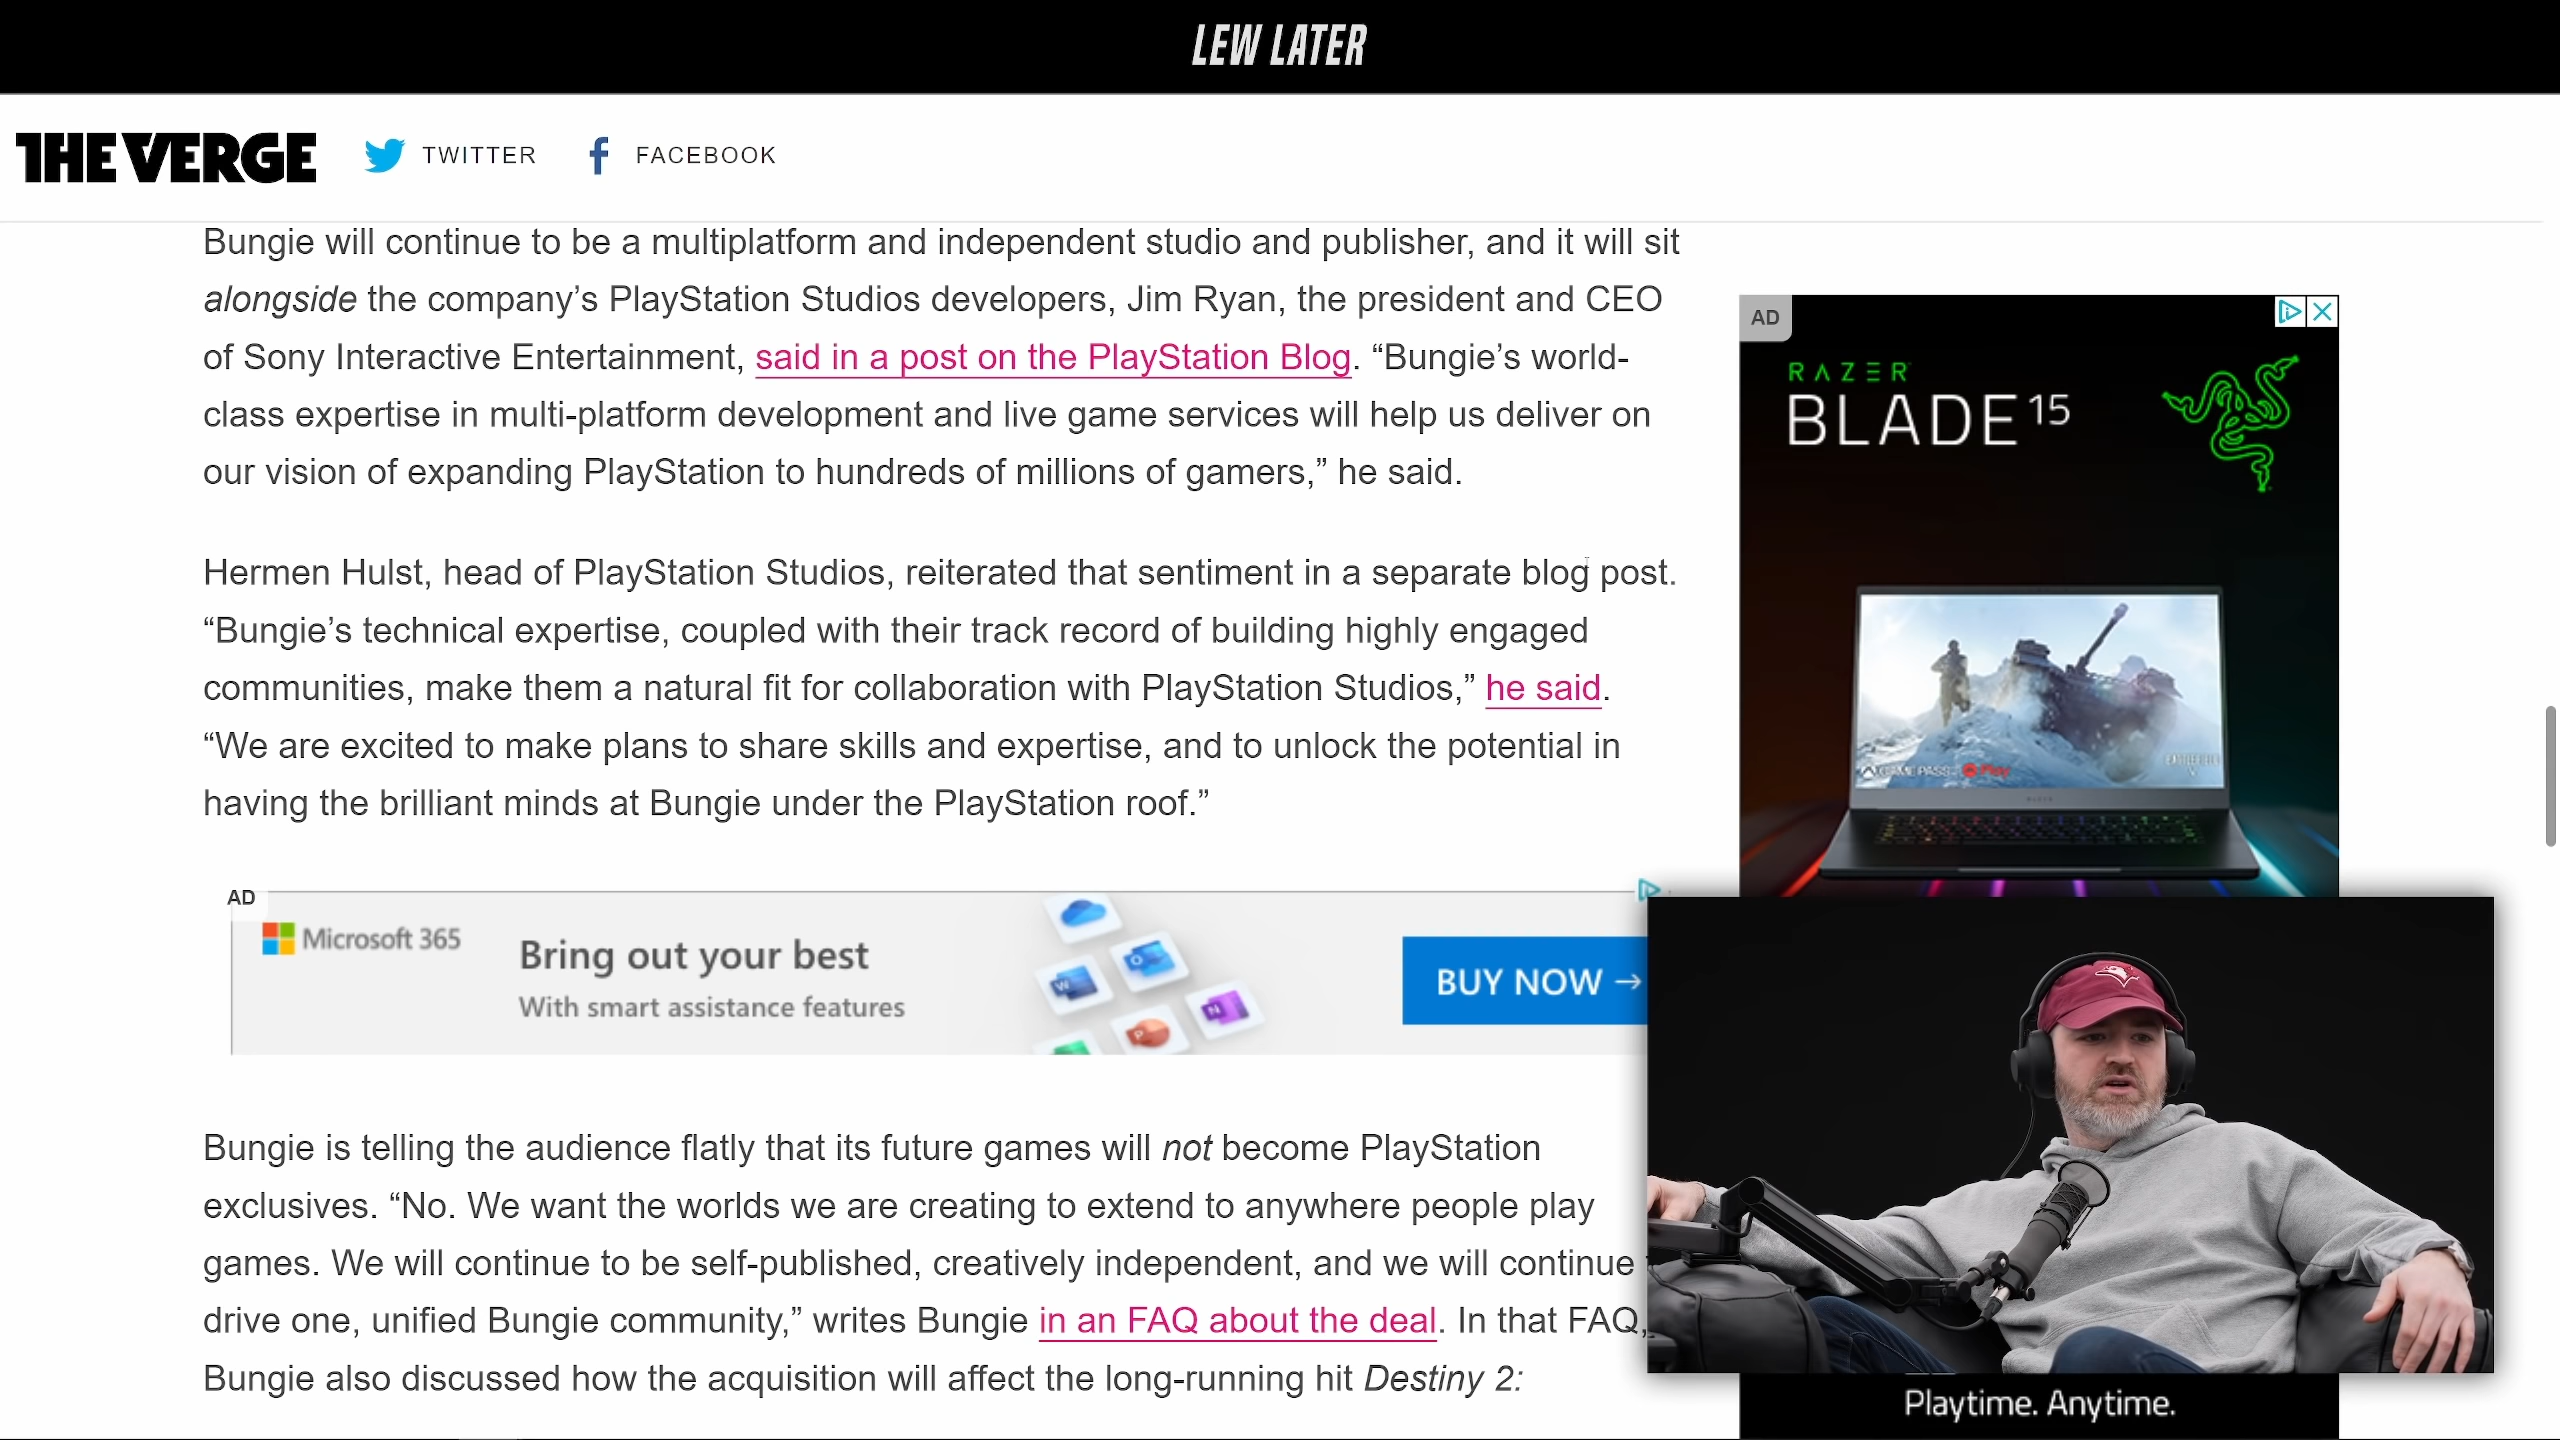 LEW LATER
THE VERGE
TWITTER
FACEBOOK
Bungie will continue to be a multiplatform and independent studio and publisher, and it will sit
alongside the company’s PlayStation Studios developers, Jim Ryan, the president and CEO
of Sony Interactive Entertainment, said in a post on the PlayStation Blog. “Bungie’s world-
class expertise in multi-platform development and live game services will help us deliver on
our vision of expanding PlayStation to hundreds of millions of gamers,” he said.
Hermen Hulst, head of PlayStation Studios, reiterated that sentiment in a separate blog post.
“Bungie’s technical expertise, coupled with their track record of building highly engaged
communities, make them a natural fit for collaboration with PlayStation Studios,” he said.
“We are excited to make plans to share skills and expertise, and to unlock the potential in
having the brilliant minds at Bungie under the PlayStation roof.”
AD
Microsoft 365
Bring out your best
With smart assistance features
BUY NOW →
Bungie is telling the audience flatly that its future games will not become PlayStation
exclusives. “No. We want the worlds we are creating to extend to anywhere people play
games. We will continue to be self-published, creatively independent, and we will continue
drive one, unified Bungie community,” writes Bungie in an FAQ about the deal. In that FAQ,
Bungie also discussed how the acquisition will affect the long-running hit Destiny 2:
AD
RAZER
BLADE 15
GAME PASS
Play
Playtime. Anytime.